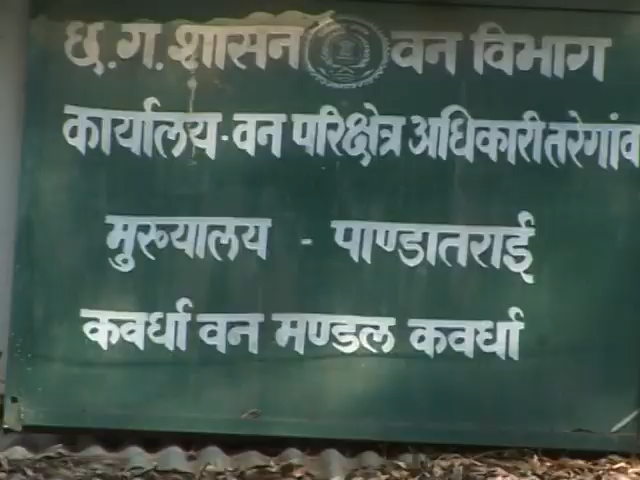 छ.ग.शासन वन विभाग
कार्यालय-वन परिक्षेत्र अधिकारी तरेगांव
मुरूयालय - पाण्डातराई
कवर्धा वन मण्डल कवर्धा